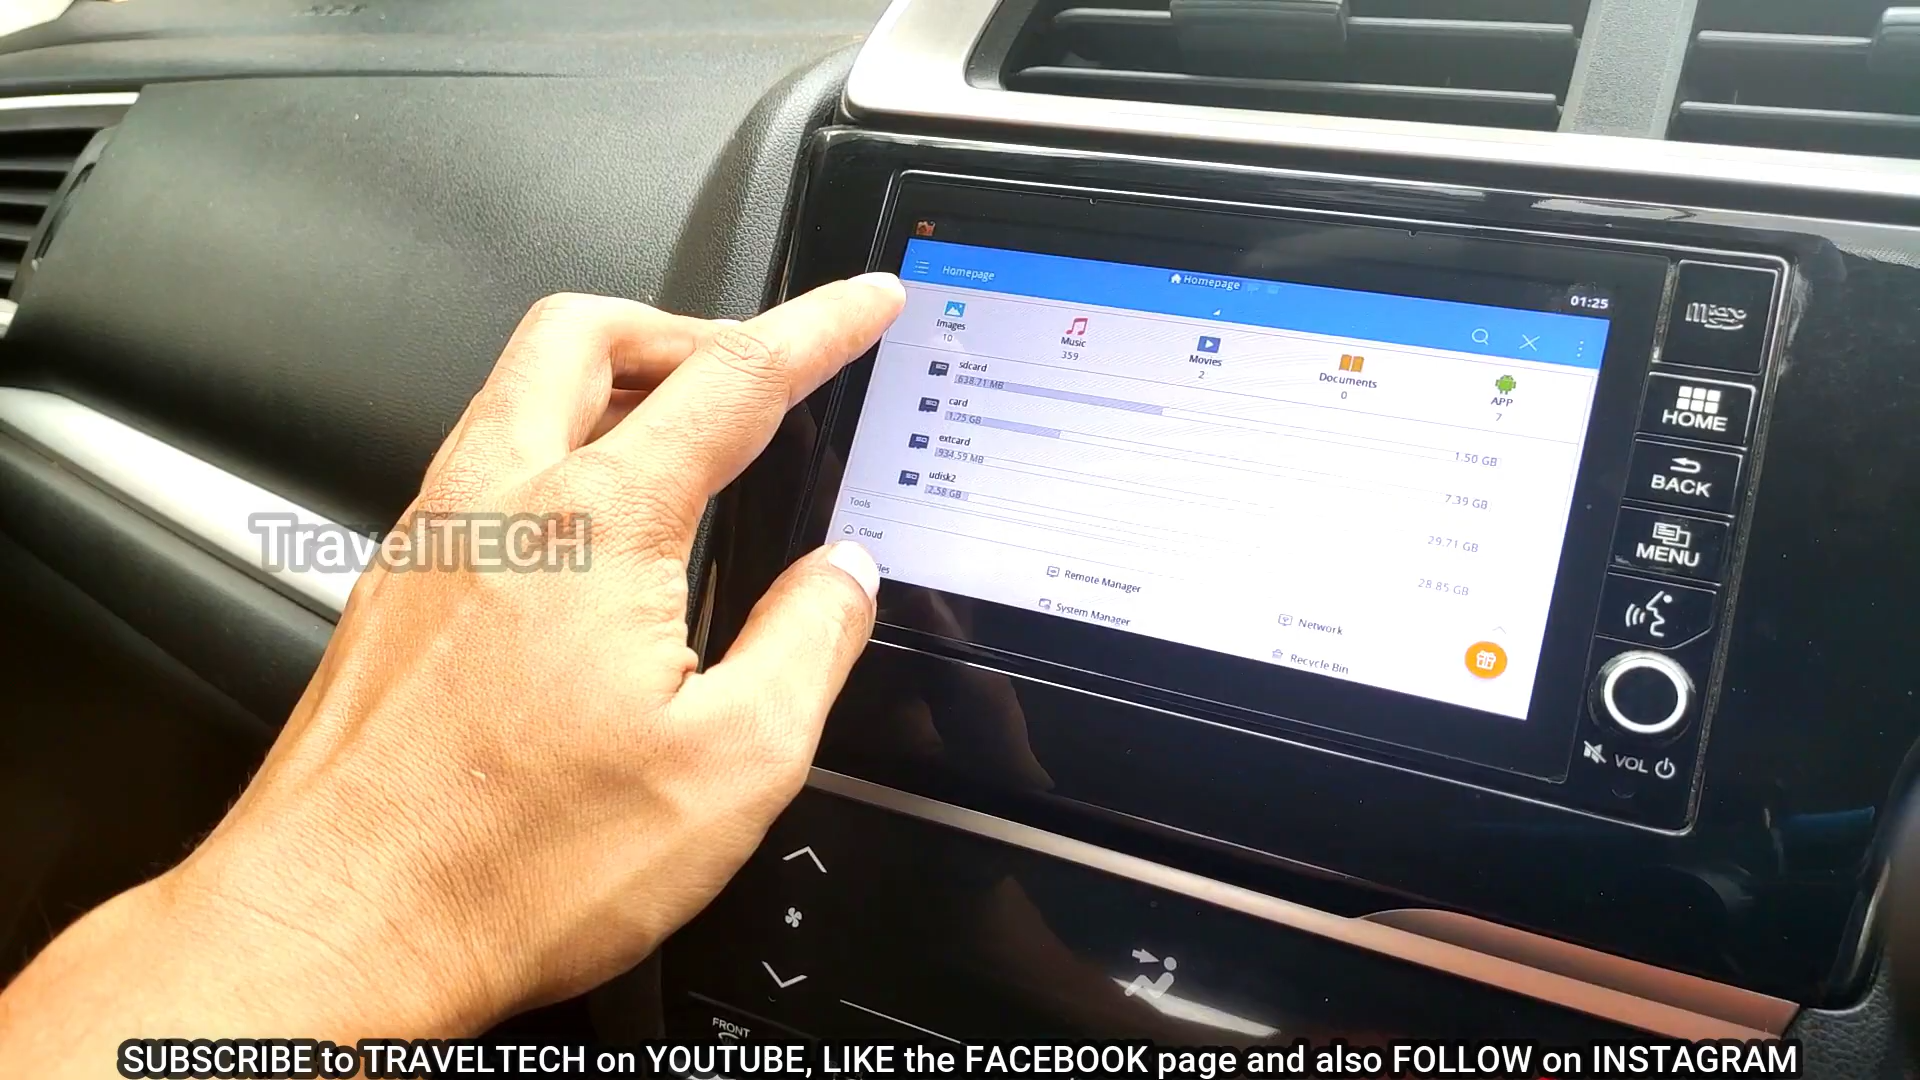 Homepage
Homepage
01:25
Images
10
Music
359
Movies
2
Documents
0
APP
7
sdcard
638.71 MB
1.50 GB
card
1.75 GB
7.39 GB
extcard
934.59 MB
29.71 GB
udisk2
2.58 GB
28.85 GB
Tools
Cloud
Remote Manager
Network
System Manager
Recycle Bin
micro
SD
HOME
BACK
MENU
VOL
TravelTECH
FRONT
SUBSCRIBE to TRAVELTECH on YOUTUBE, LIKE the FACEBOOK page and also FOLLOW on INSTAGRAM